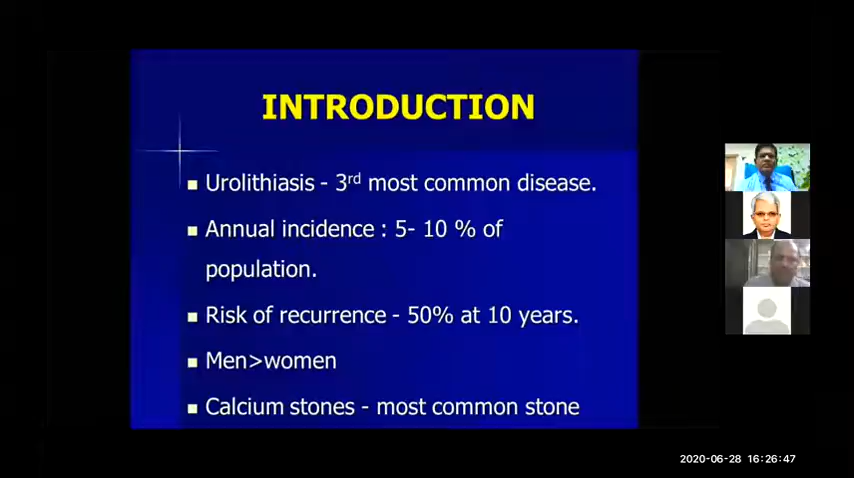 INTRODUCTION
Urolithiasis - 3rd most common disease.
Annual incidence : 5- 10 % of
population.
Risk of recurrence - 50% at 10 years.
Men>women
Calcium stones - most common stone
2020-06-28 16:26:47